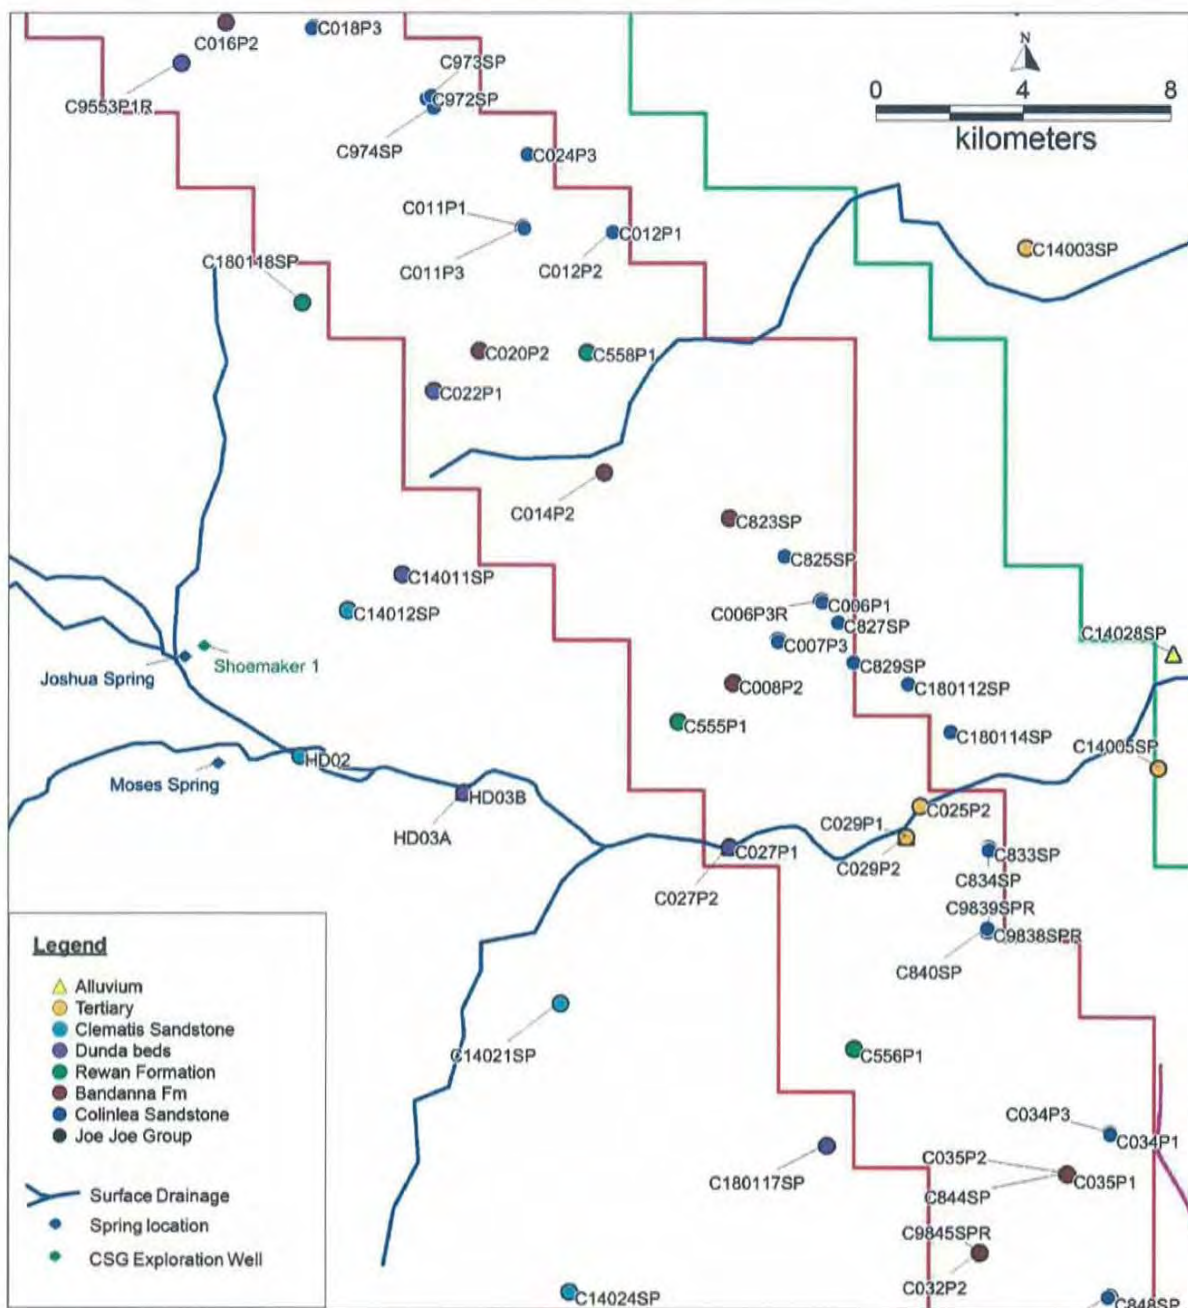 C016P2
C018P3
C973SP
C9553P1R
C972SP
C974SP
N
0 4 8
kilometers
C024P3
C011P1
C012P1
C011P3
C012P2
C14003SP
C180118SP
C020P2
C558P1
C022P1
C014P2
C823SP
C825SP
C14011SP
C14012SP
C006P3R
C006P1
C827SP
C14028SP
C007P3
C829SP
Joshua Spring
Shoemaker 1
C008P2
C180112SP
C555P1
C180114SP
C14005SP
Moses Spring
HD02
HD03B
HD03A
C025P2
C029P1
C027P1
C029P2
C833SP
C834SP
C027P2
C9839SPR
C9838SPR
C840SP
C14021SP
C556P1
C034P3
C034P1
C035P2
C035P1
C180117SP
C844SP
C9845SPR
C032P2
C14024SP
C848SP
Legend
Alluvium
Tertiary
Clematis Sandstone
Dunda beds
Rewan Formation
Bandanna Fm
Colinlea Sandstone
Joe Joe Group
Surface Drainage
Spring location
CSG Exploration Well